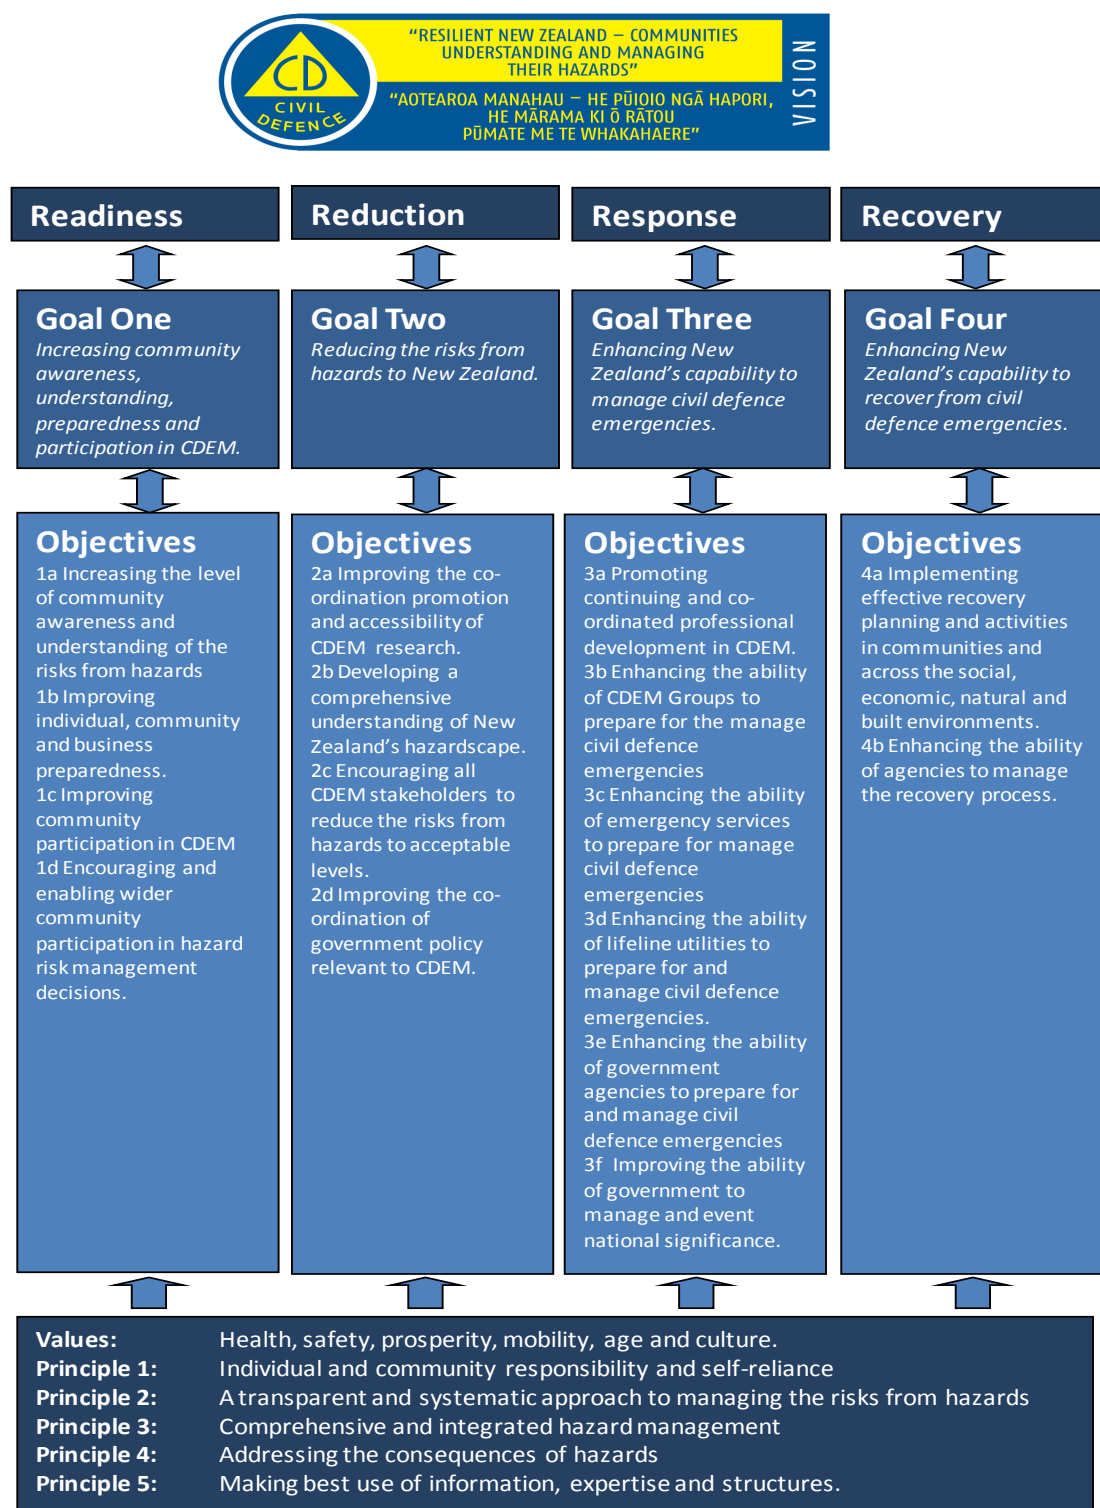 CD
CIVIL
DEFENCE
"RESILIENT NEW ZEALAND – COMMUNITIES
UNDERSTANDING AND MANAGING
THEIR HAZARDS"
"AOTEAROA MANAHAU – HE PŪIOIO NGĀ HAPORI,
HE MĀRAMA KI Ō RĀTOU
PŪMATE ME TE WHAKAHAERE"
VISION
Readiness
Goal One
Increasing community
awareness,
understanding,
preparedness and
participation in CDEM.
Objectives
1a Increasing the level
of community
awareness and
understanding of the
risks from hazards
1b Improving
individual, community
and business
preparedness.
1c Improving
community
participation in CDEM
1d Encouraging and
enabling wider
community
participation in hazard
risk management
decisions.
Reduction
Goal Two
Reducing the risks from
hazards to New Zealand.
Objectives
2a Improving the co-
ordination promotion
and accessibility of
CDEM research.
2b Developing a
comprehensive
understanding of New
Zealand's hazardscape.
2c Encouraging all
CDEM stakeholders to
reduce the risks from
hazards to acceptable
levels.
2d Improving the co-
ordination of
government policy
relevant to CDEM.
Response
Goal Three
Enhancing New
Zealand's capability to
manage civil defence
emergencies.
Objectives
3a Promoting
continuing and co-
ordinated professional
development in CDEM.
3b Enhancing the ability
of CDEM Groups to
prepare for the manage
civil defence
emergencies
3c Enhancing the ability
of emergency services
to prepare for manage
civil defence
emergencies
3d Enhancing the ability
of lifeline utilities to
prepare for and
manage civil defence
emergencies.
3e Enhancing the ability
of government
agencies to prepare for
and manage civil
defence emergencies
3f Improving the ability
of government to
manage and event
national significance.
Recovery
Goal Four
Enhancing New
Zealand's capability to
recover from civil
defence emergencies.
Objectives
4a Implementing
effective recovery
planning and activities
in communities and
across the social,
economic, natural and
built environments.
4b Enhancing the ability
of agencies to manage
the recovery process.
Values: Health, safety, prosperity, mobility, age and culture.
Principle 1: Individual and community responsibility and self-reliance
Principle 2: A transparent and systematic approach to managing the risks from hazards
Principle 3: Comprehensive and integrated hazard management
Principle 4: Addressing the consequences of hazards
Principle 5: Making best use of information, expertise and structures.